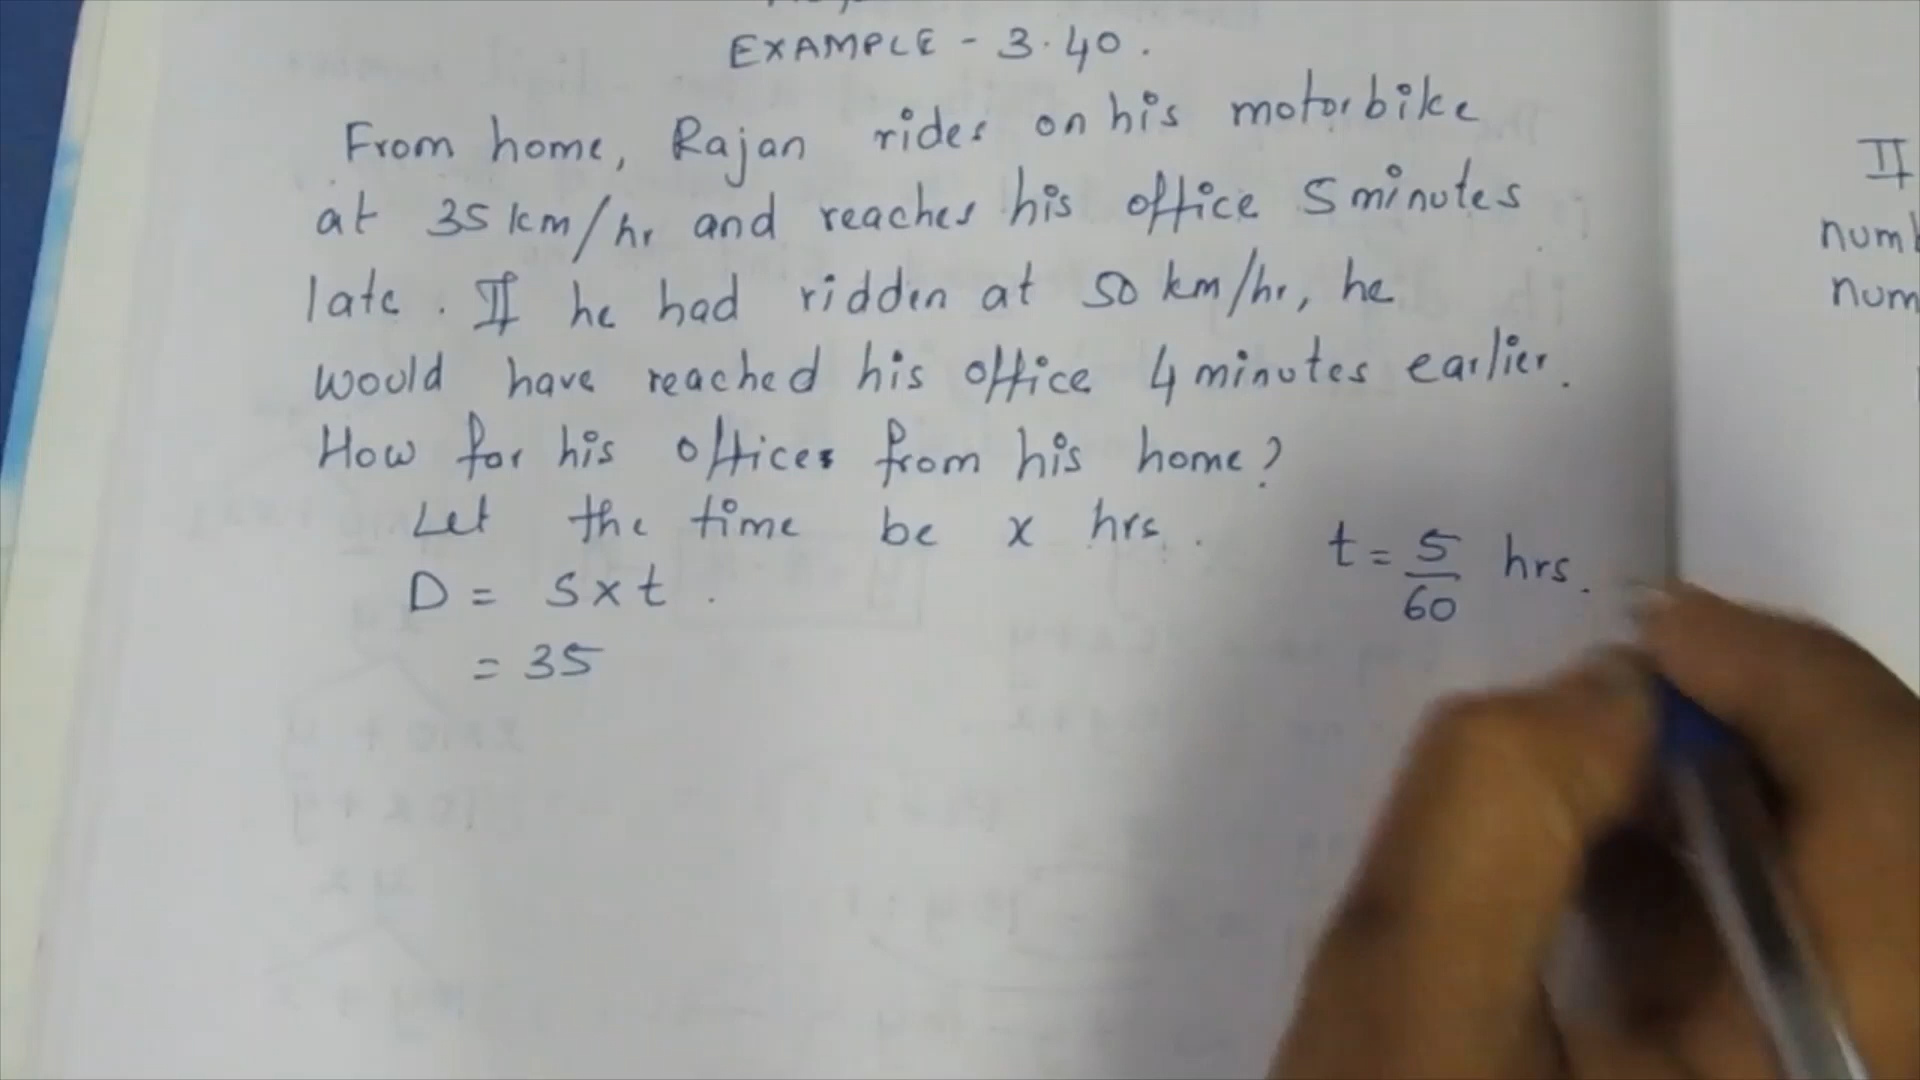 EXAMPLE - 3.40.
From home, Rajan rides on his motorbike
at 35 km/hr and reaches his office 5 minutes
late. If he had ridden at 50 km/hr, he
would have reached his office 4 minutes earlier.
How for his offices from his home?
Let the time be x hrs.
D = S x t.
t = 5/60 hrs.
= 35
II